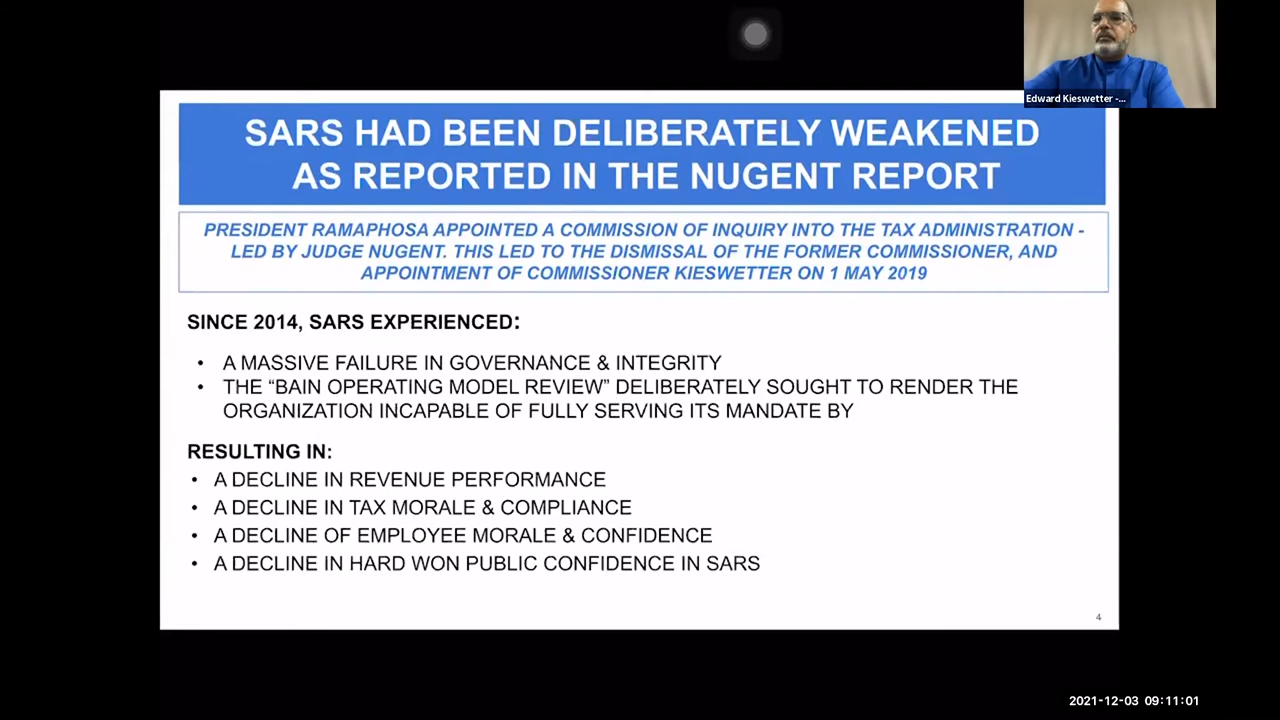 Edward Kieswetter -...
SARS HAD BEEN DELIBERATELY WEAKENED
AS REPORTED IN THE NUGENT REPORT
PRESIDENT RAMAPHOSA APPOINTED A COMMISSION OF INQUIRY INTO THE TAX ADMINISTRATION -
LED BY JUDGE NUGENT. THIS LED TO THE DISMISSAL OF THE FORMER COMMISSIONER, AND
APPOINTMENT OF COMMISSIONER KIESWETTER ON 1 MAY 2019
SINCE 2014, SARS EXPERIENCED:
• A MASSIVE FAILURE IN GOVERNANCE & INTEGRITY
• THE “BAIN OPERATING MODEL REVIEW” DELIBERATELY SOUGHT TO RENDER THE
ORGANIZATION INCAPABLE OF FULLY SERVING ITS MANDATE BY
RESULTING IN:
• A DECLINE IN REVENUE PERFORMANCE
• A DECLINE IN TAX MORALE & COMPLIANCE
• A DECLINE OF EMPLOYEE MORALE & CONFIDENCE
• A DECLINE IN HARD WON PUBLIC CONFIDENCE IN SARS
4
2021-12-03 09:11:01